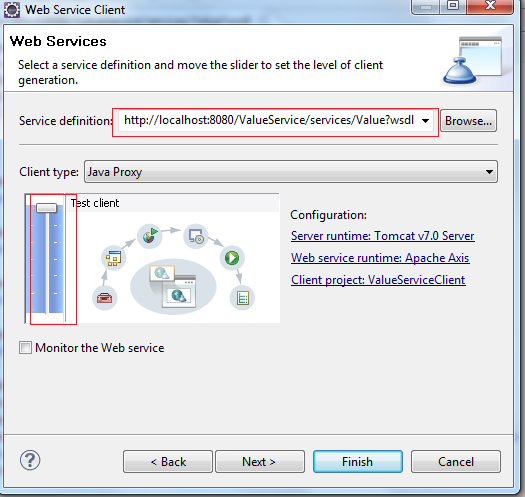 Web Service Client
Web Services
Select a service definition and move the slider to set the level of client
generation.
Service definition: http://localhost:8080/ValueService/services/Value?wsdl Browse...
Client type: Java Proxy
Test client
Configuration:
Server runtime: Tomcat v7.0 Server
Web service runtime: Apache Axis
Client project: ValueServiceClient
Monitor the Web service
? < Back Next > Finish Cancel